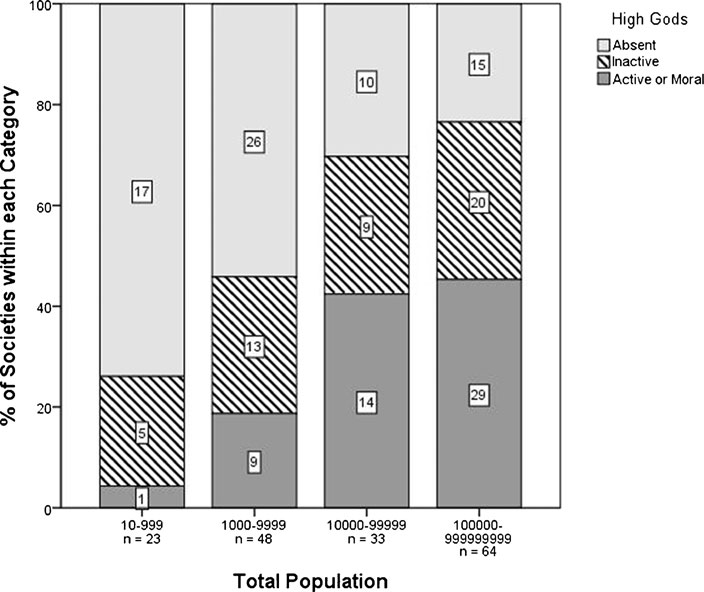 High Gods
Absent
Inactive
Active or Moral
% of Societies within each Category
100
80
60
40
20
0
17
5
1
26
13
9
10
9
14
15
20
29
10-999
n = 23
1000-9999
n = 48
10000-99999
n = 33
100000-
999999999
n = 64
Total Population